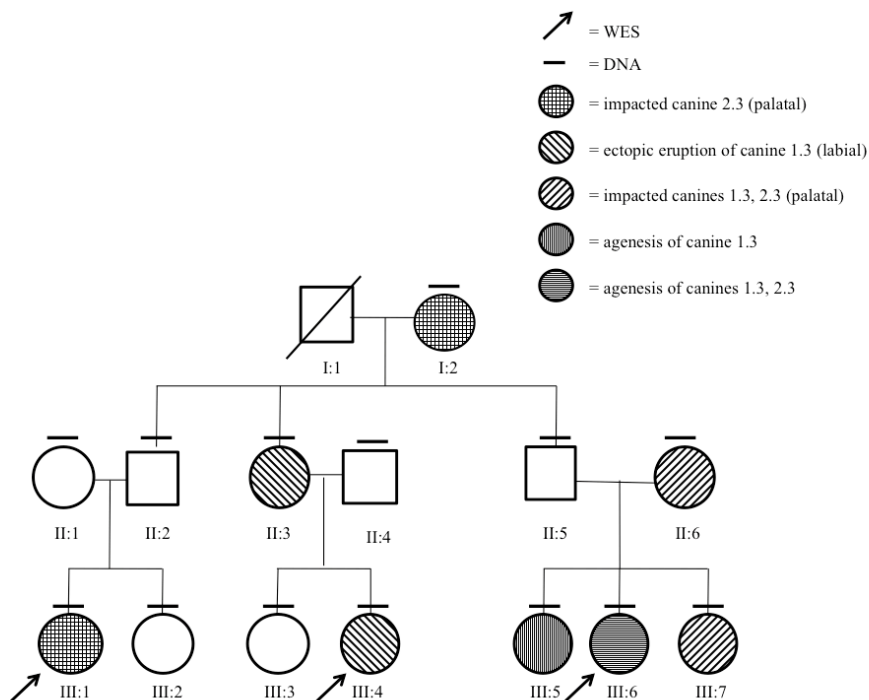 = WES
= DNA
= impacted canine 2.3 (palatal)
= ectopic eruption of canine 1.3 (labial)
= impacted canines 1.3, 2.3 (palatal)
= agenesis of canine 1.3
= agenesis of canines 1.3, 2.3
I:1 I:2
II:1 II:2 II:3 II:4 II:5 II:6
III:1 III:2 III:3 III:4 III:5 III:6 III:7